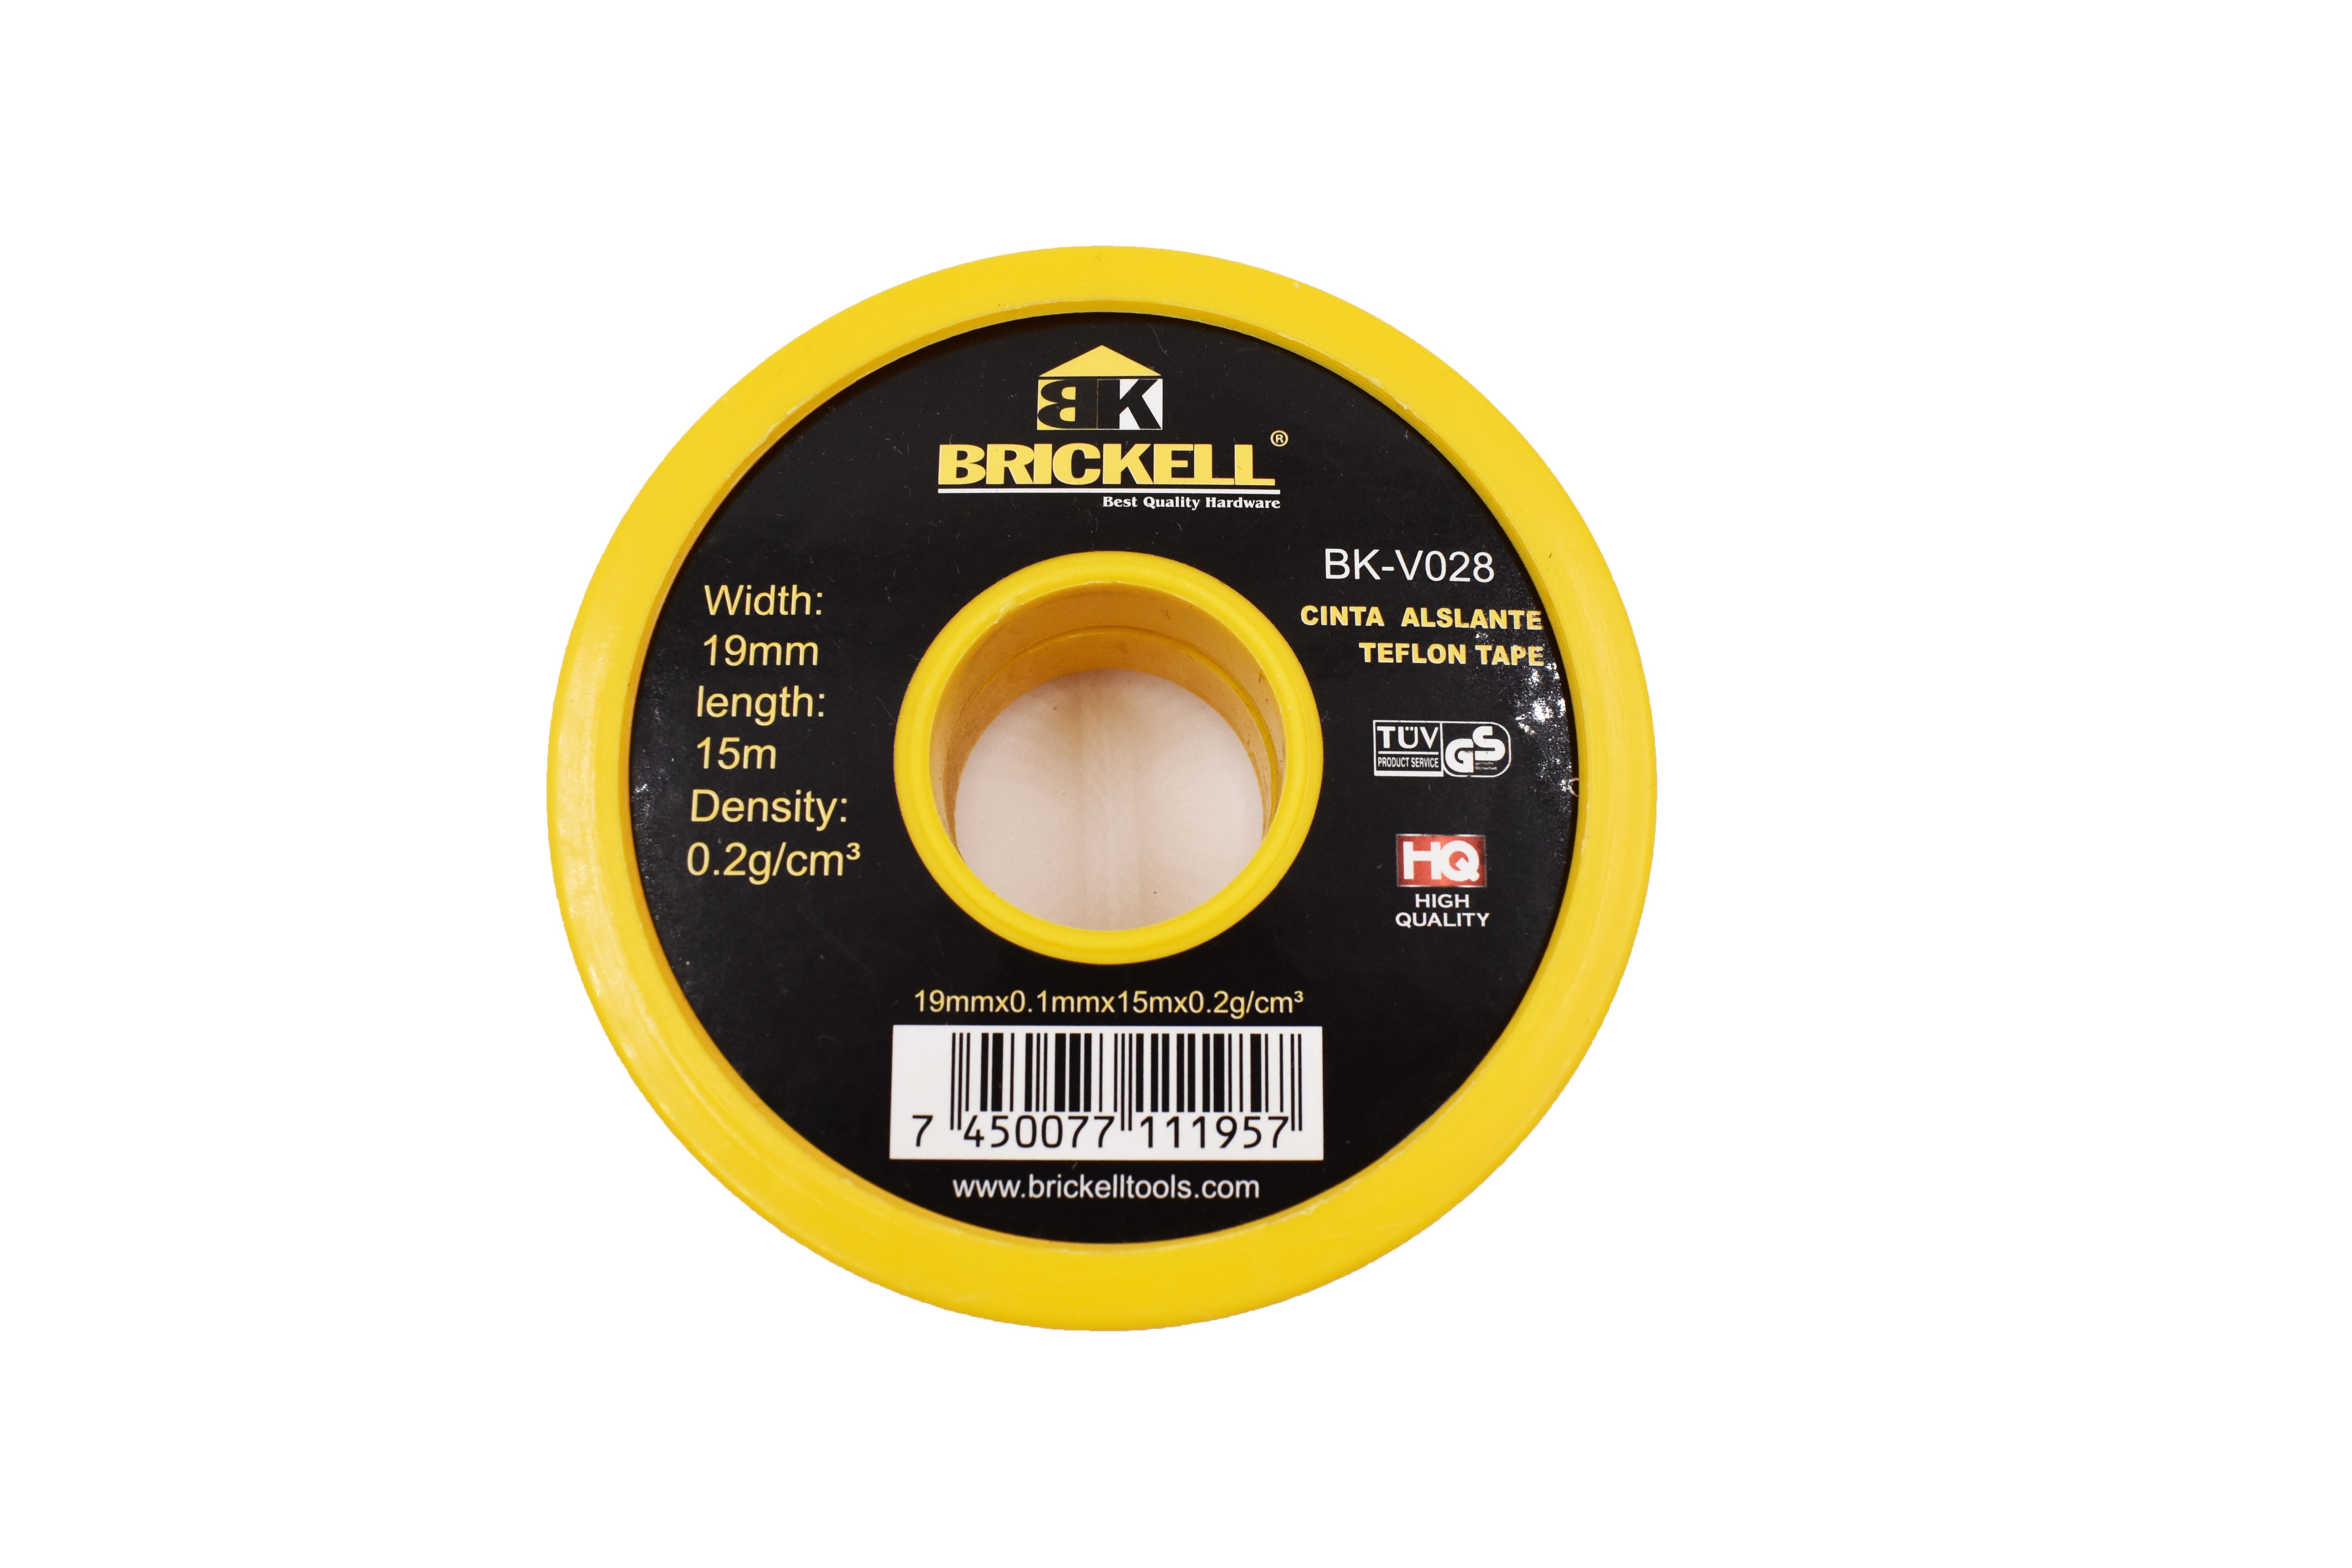 BK
BRICKELL®
Best Quality Hardware
BK-V028
CINTA ALSLANTE
TEFLON TAPE
Width:
19mm
length:
15m
Density:
0.2g/cm³
TÜV
PRODUCT SERVICE
GS
HQ
HIGH
QUALITY
19mmx0.1mmx15mx0.2g/cm³
7 450077 111957
www.brickelltools.com